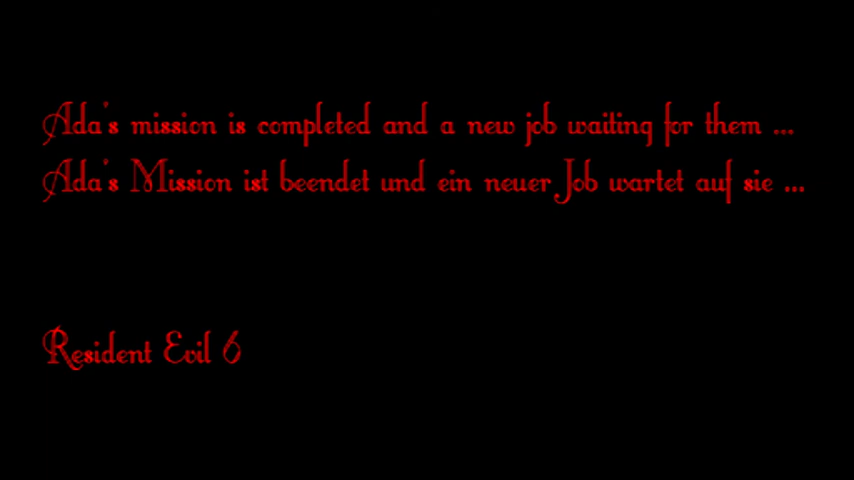 Ada's mission is completed and a new job waiting for them ...
Ada's Mission ist beendet und ein neuer Job wartet auf sie ...
Resident Evil 6